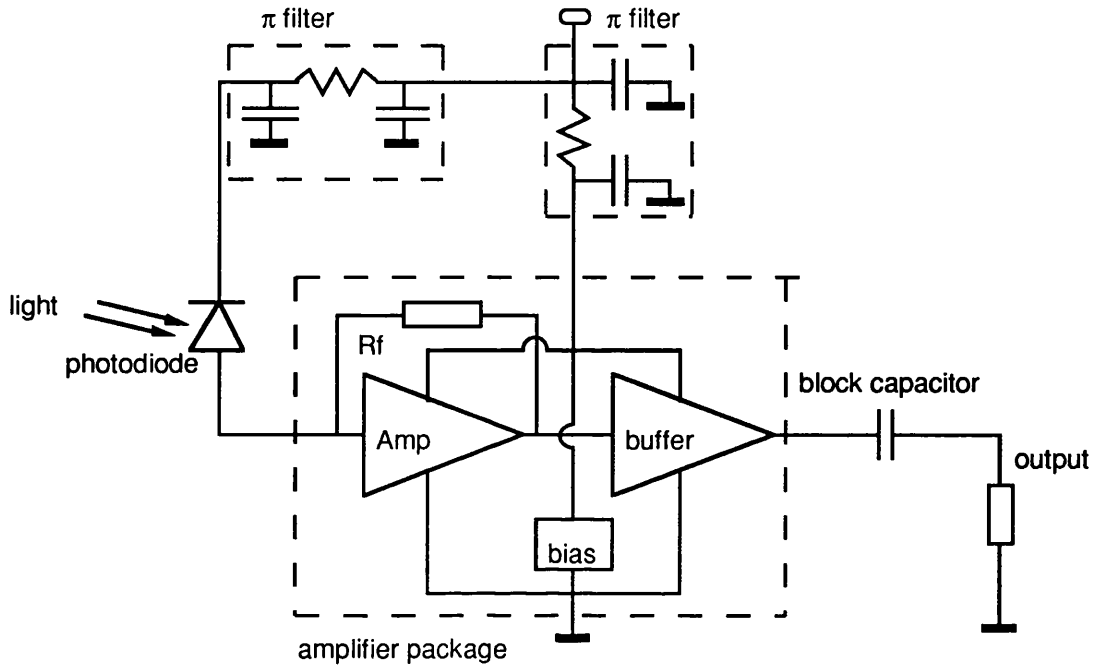 π filter
π filter
light
photodiode
Rf
block capacitor
Amp
buffer
output
bias
amplifier package